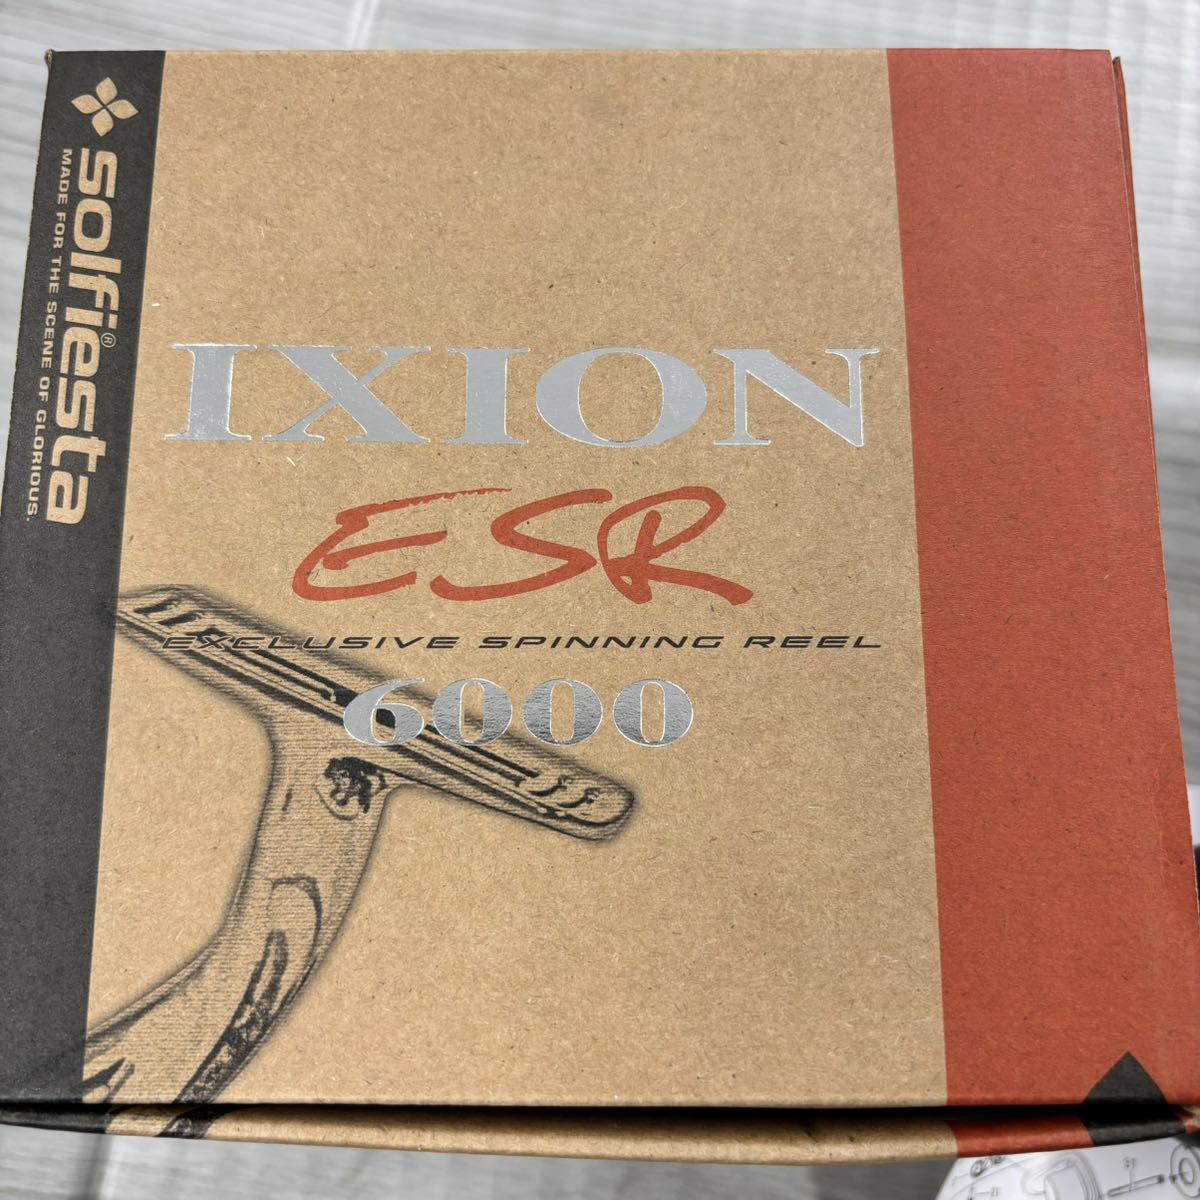 solfiesta®
MADE FOR THE SCENE OF GLORIOUS.
IXION
ESR
EXCLUSIVE SPINNING REEL
6000